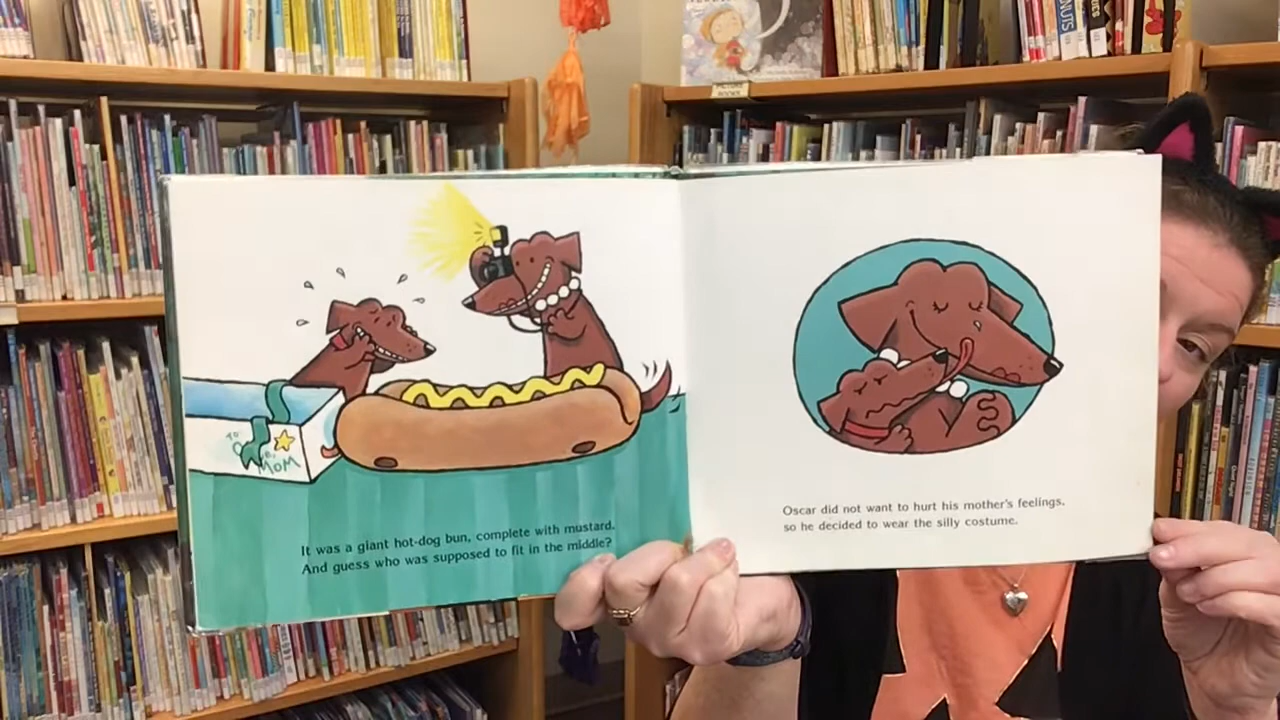 TO
MOM
It was a giant hot-dog bun, complete with mustard.
And guess who was supposed to fit in the middle?
Oscar did not want to hurt his mother's feelings,
so he decided to wear the silly costume.